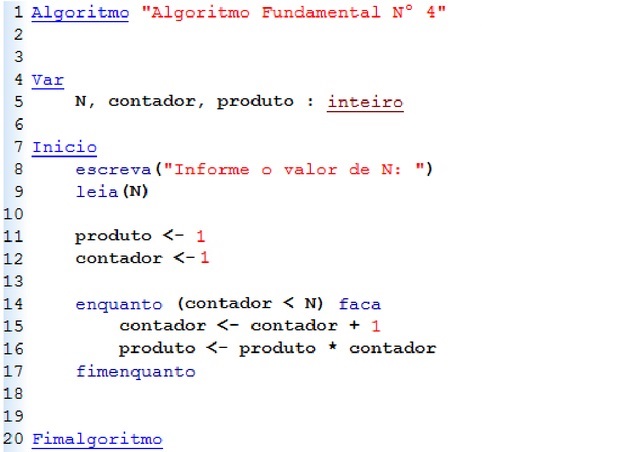 1 Algoritmo "Algoritmo Fundamental N° 4"
2
3
4 Var
5 N, contador, produto : inteiro
6
7 Inicio
8 escreva("Informe o valor de N: ")
9 leia(N)
10
11 produto <- 1
12 contador <-1
13
14 enquanto (contador < N) faca
15 contador <- contador + 1
16 produto <- produto * contador
17 fimenquanto
18
19
20 Fimalgoritmo